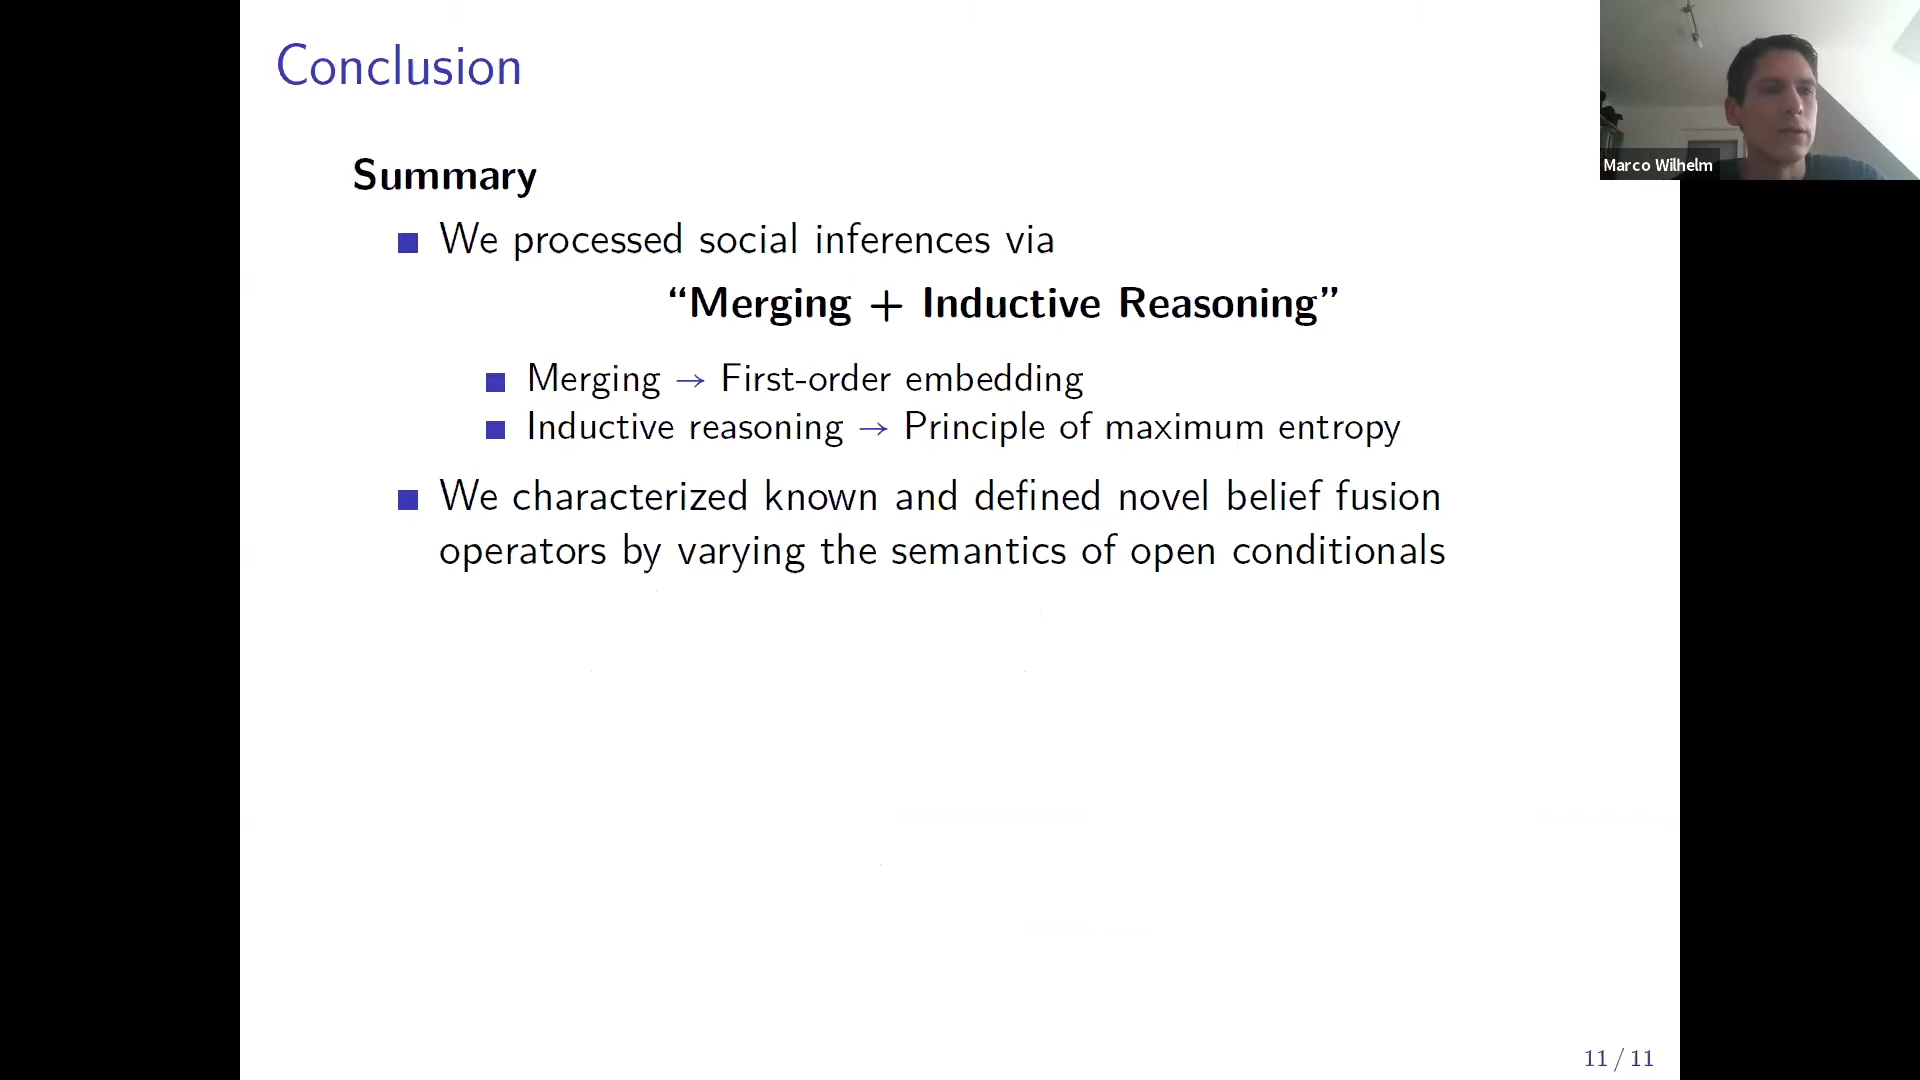 Conclusion
Marco Wilhelm
Summary
We processed social inferences via
“Merging + Inductive Reasoning”
Merging → First-order embedding
Inductive reasoning → Principle of maximum entropy
We characterized known and defined novel belief fusion
operators by varying the semantics of open conditionals
11 / 11